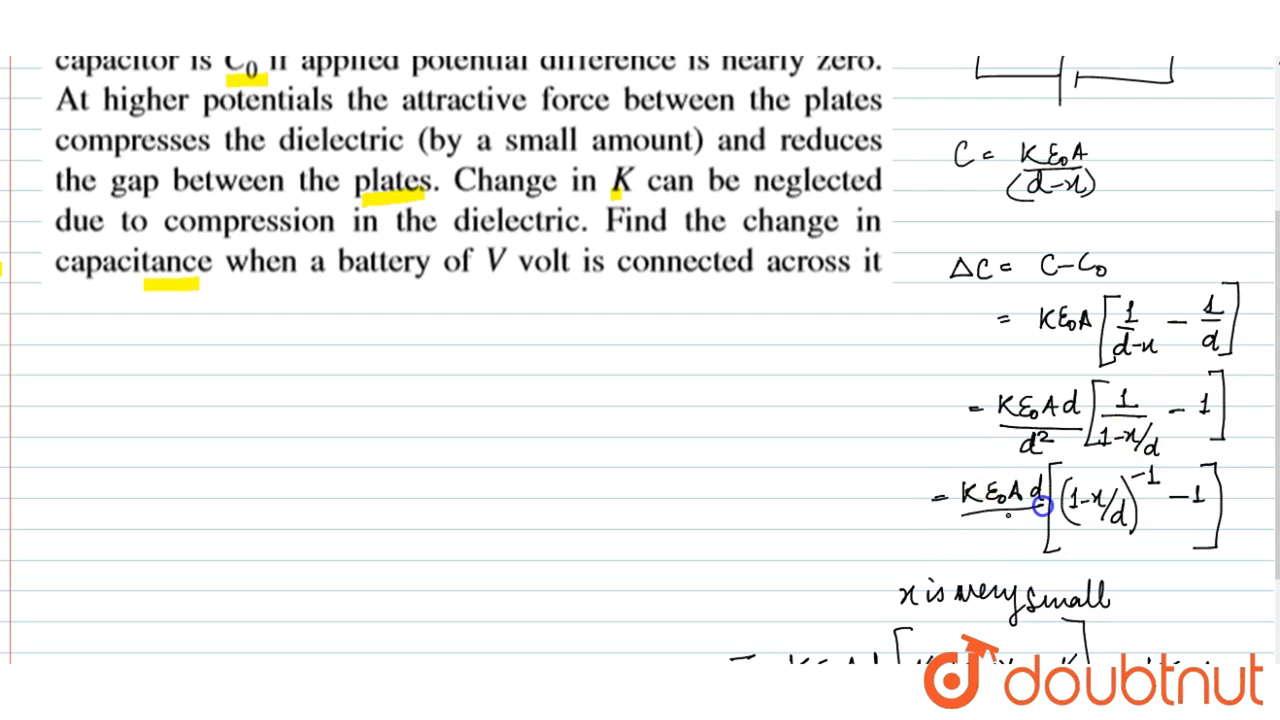 capacitor is C₀ if applied potential difference is nearly zero.
At higher potentials the attractive force between the plates
compresses the dielectric (by a small amount) and reduces
the gap between the plates. Change in K can be neglected
due to compression in the dielectric. Find the change in
capacitance when a battery of V volt is connected across it
C = Kε₀A / (d-x)
ΔC = C-C₀
= Kε₀A [1/d-x - 1/d]
= Kε₀Ad/d² [1/1-x/d - 1]
= Kε₀Ad [(1-x/d)⁻¹ - 1]
x is very small
doubtnut